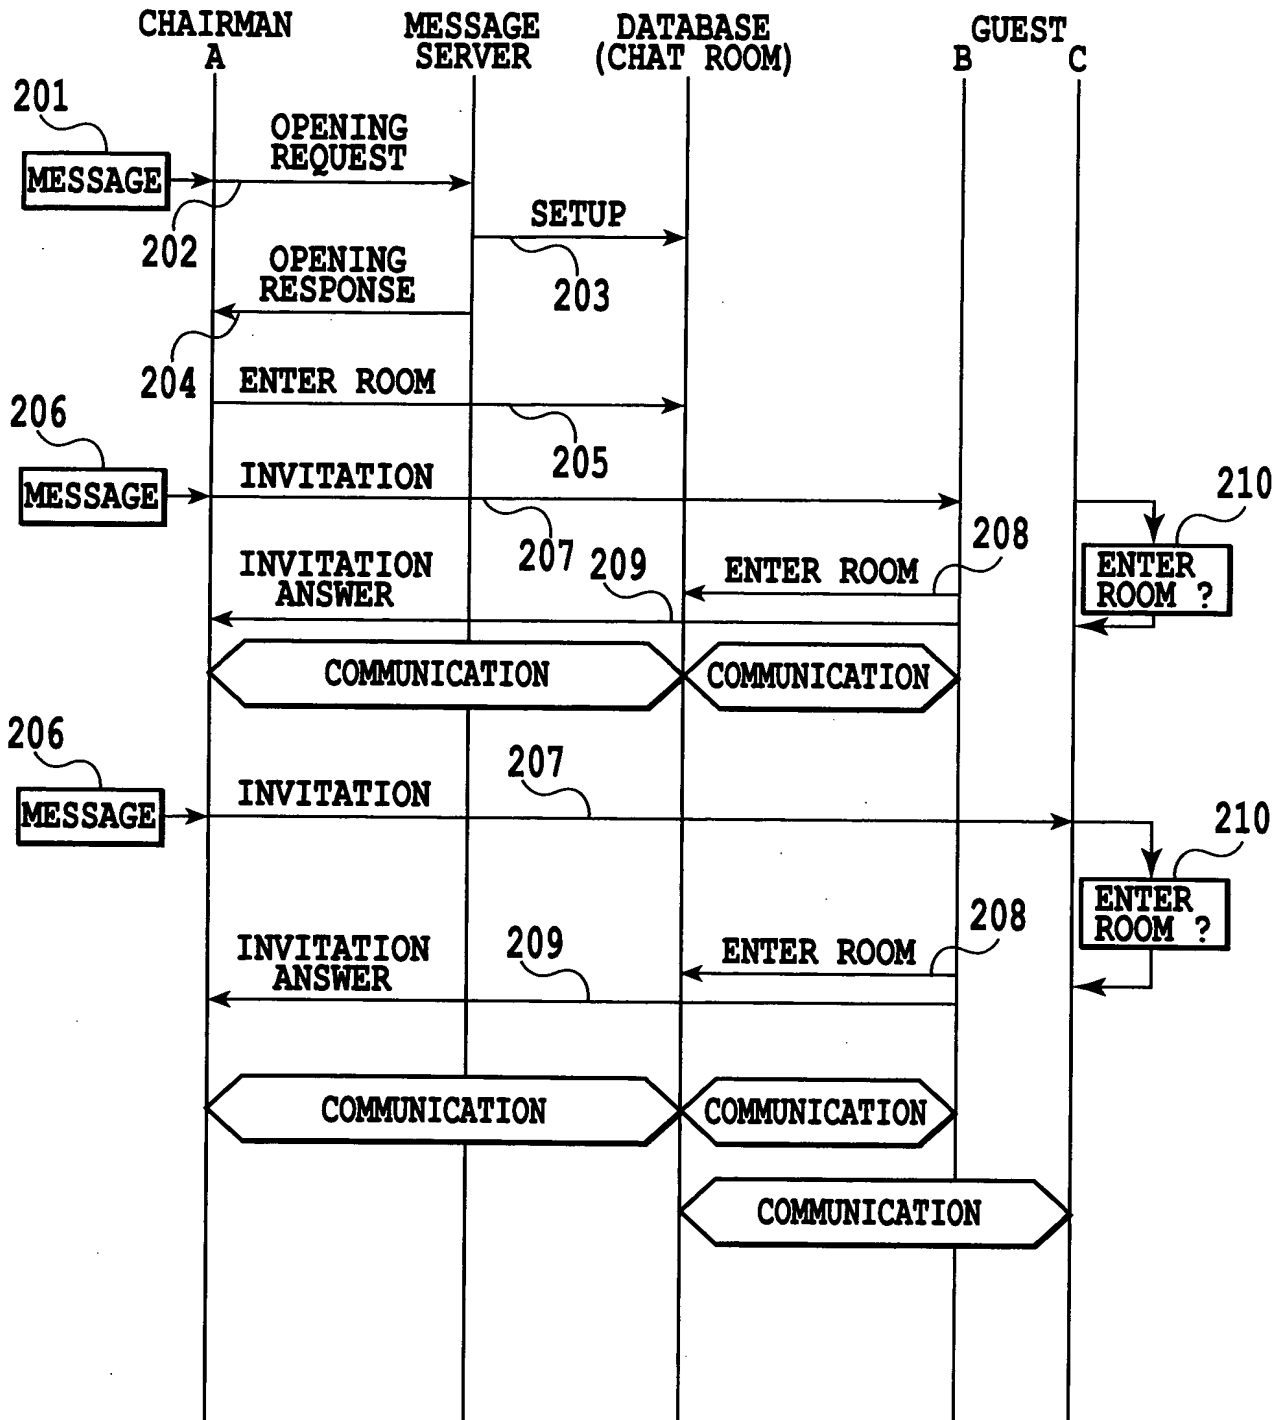 CHAIRMAN
A
MESSAGE
SERVER
DATABASE
(CHAT ROOM)
GUEST
B
C
201
MESSAGE
OPENING
REQUEST
202
SETUP
203
OPENING
RESPONSE
204
ENTER ROOM
205
206
MESSAGE
INVITATION
207
210
ENTER
ROOM ?
208
ENTER ROOM
209
INVITATION
ANSWER
COMMUNICATION
COMMUNICATION
206
MESSAGE
INVITATION
207
210
ENTER
ROOM ?
208
ENTER ROOM
209
INVITATION
ANSWER
COMMUNICATION
COMMUNICATION
COMMUNICATION